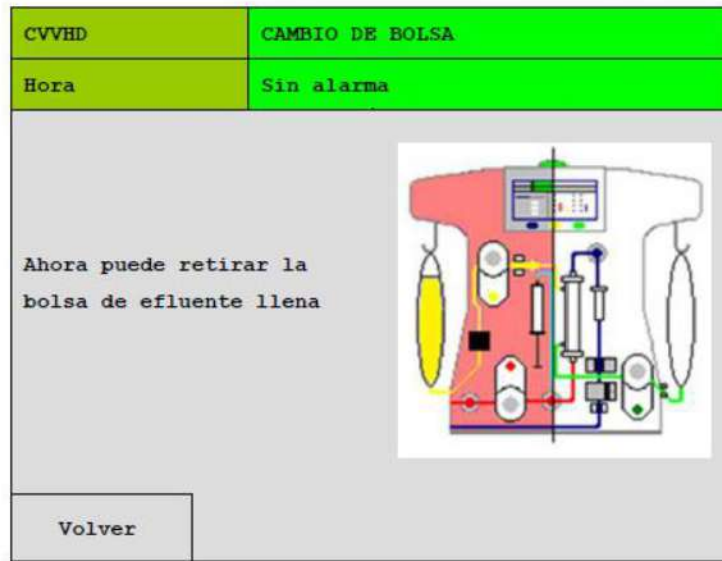 CVVHD
CAMBIO DE BOLSA
Hora
Sin alarma
Ahora puede retirar la
bolsa de efluente llena
Volver